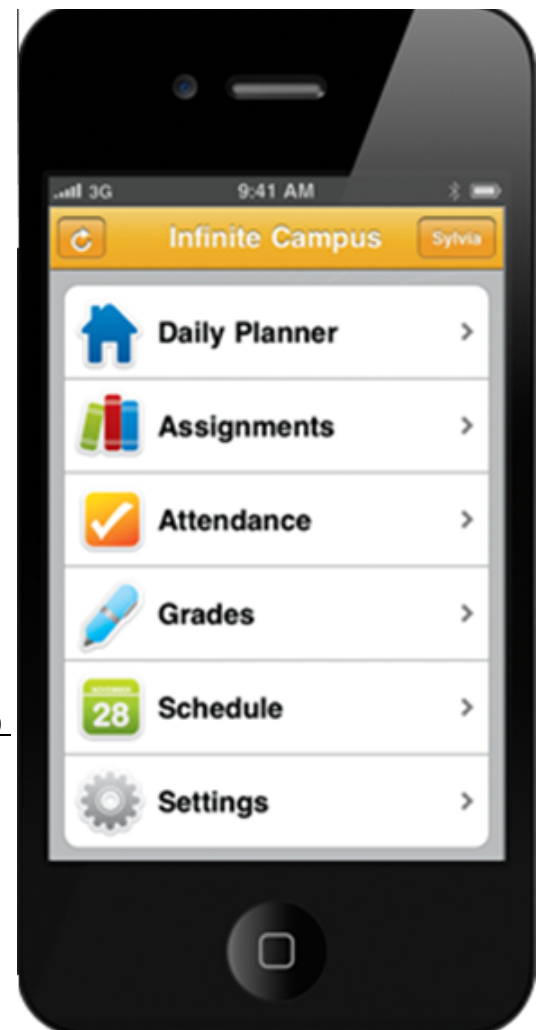 3G 9:41 AM
Infinite Campus Sylvia
Daily Planner
Assignments
Attendance
Grades
NOVEMBER
28 Schedule
Settings
)